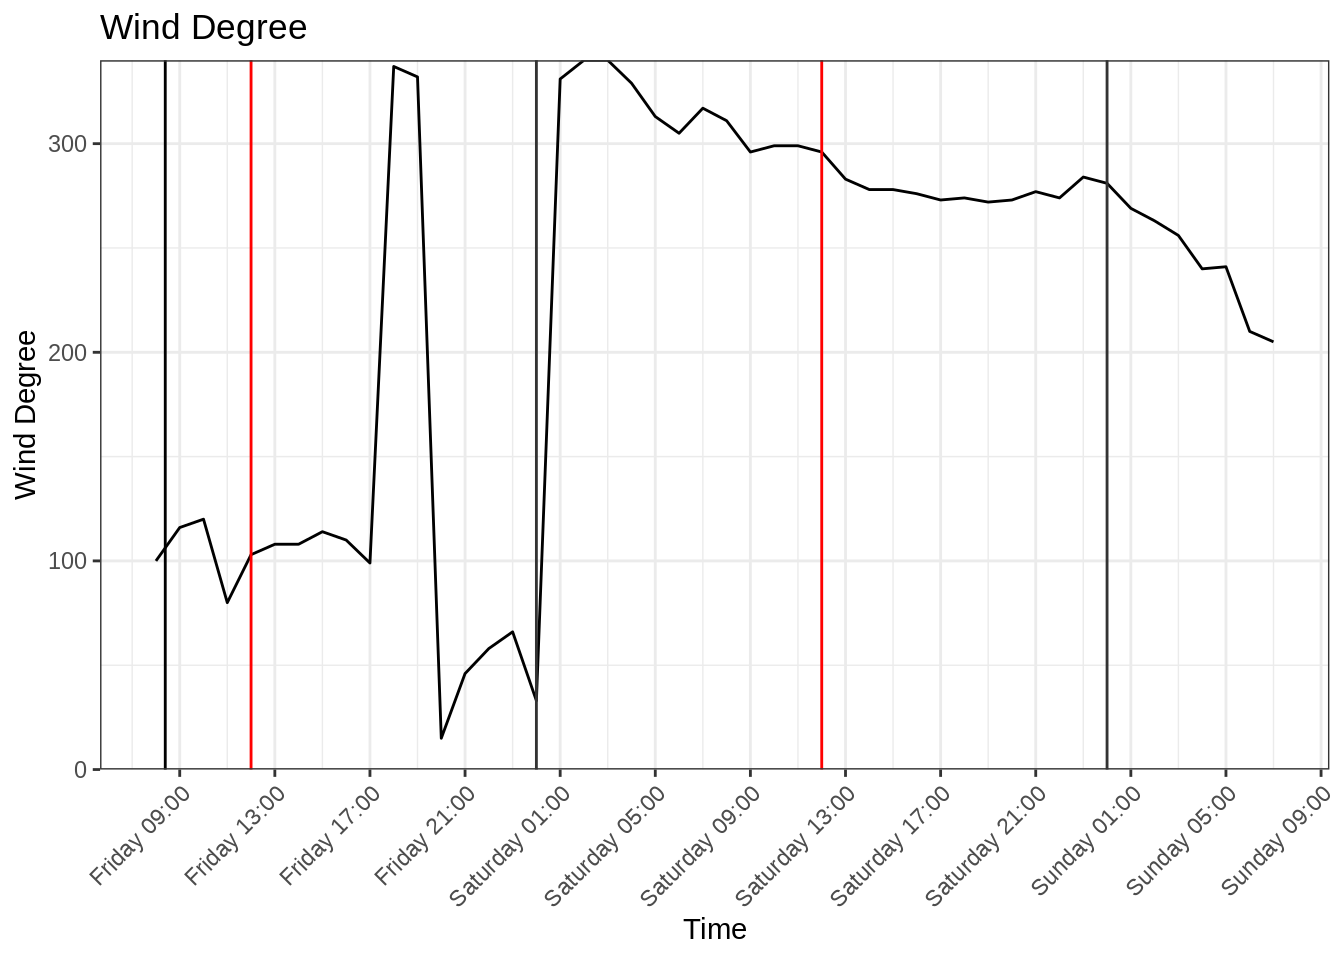 Wind Degree
Wind Degree
300
200
100
0
Friday 09:00
Friday 13:00
Friday 17:00
Friday 21:00
Saturday 01:00
Saturday 05:00
Saturday 09:00
Saturday 13:00
Saturday 17:00
Saturday 21:00
Sunday 01:00
Sunday 05:00
Sunday 09:00
Time